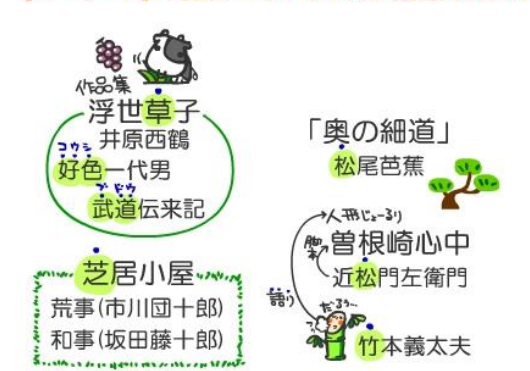 作品集
浮世草子
井原西鶴
コウシ
好色一代男
ブドウ
武道伝来記
芝居小屋
荒事(市川団十郎)
和事(坂田藤十郎)
「奥の細道」
松尾芭蕉
人形じょーるり
脚本
曽根崎心中
近松門左衛門
語り
だるぅ…
竹本義太夫